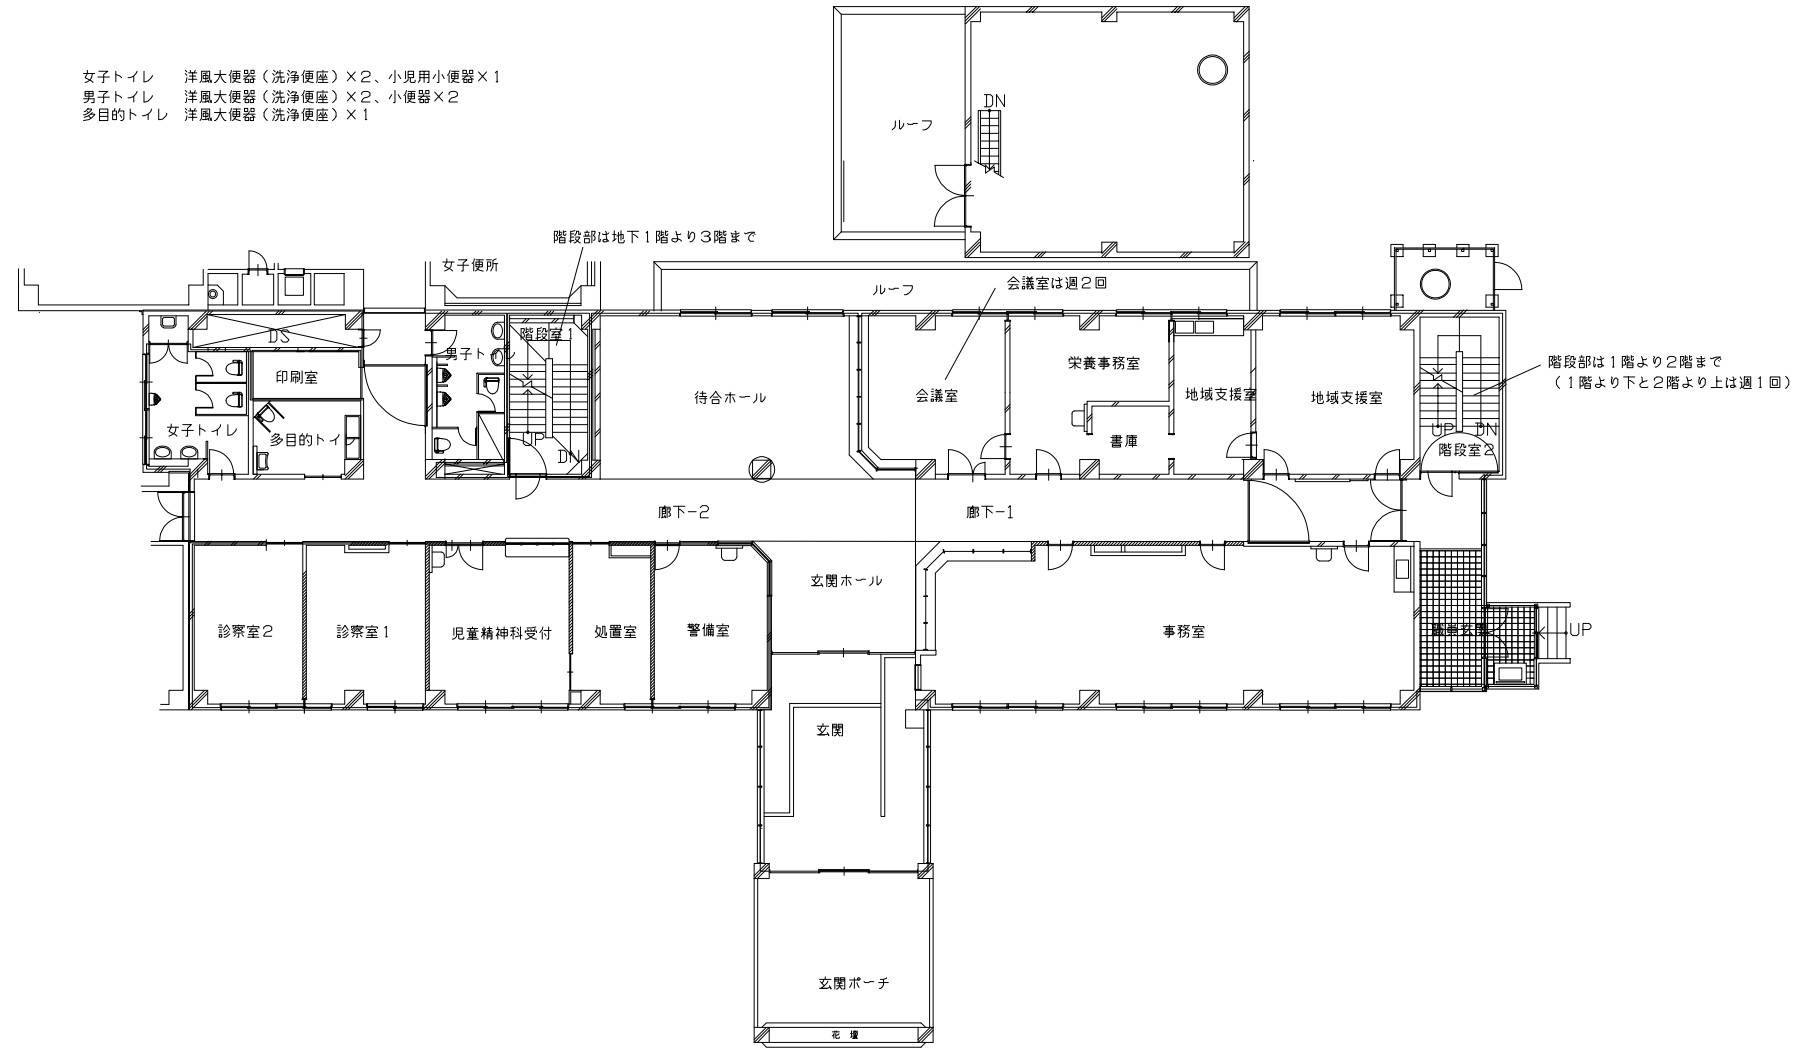 女子トイレ　洋風大便器（洗浄便座）×２、小児用小便器×１
男子トイレ　洋風大便器（洗浄便座）×２、小便器×２
多目的トイレ　洋風大便器（洗浄便座）×１
DN
ルーフ
階段部は地下１階より３階まで
女子便所
ルーフ
会議室は週２回
DS
階段室1
男子トイレ
印刷室
栄養事務室
階段部は１階より２階まで
（１階より下と２階より上は週１回）
待合ホール
会議室
地域支援室
地域支援室
女子トイレ
多目的トイレ
UP
DN
書庫
UP
DN
階段室2
廊下-2
廊下-1
玄関ホール
診察室2
診察室1
児童精神科受付
処置室
警備室
事務室
職員玄関
UP
玄関
玄関ポーチ
花　壇